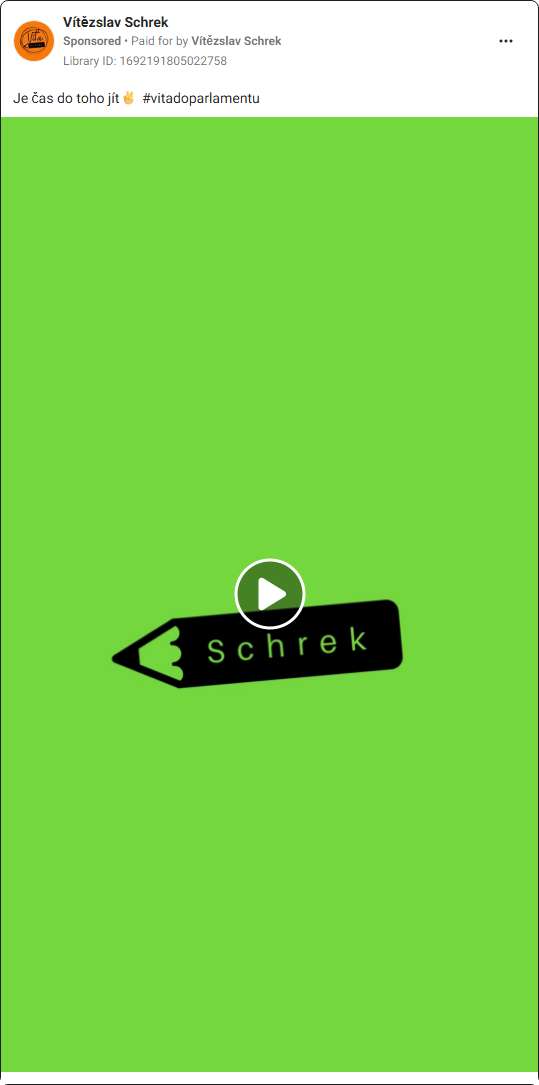 Vítězslav Schrek
Sponsored • Paid for by Vítězslav Schrek
Library ID: 1692191805022758
Je čas do toho jít✌️ #vitadoparlamentu
Schrek